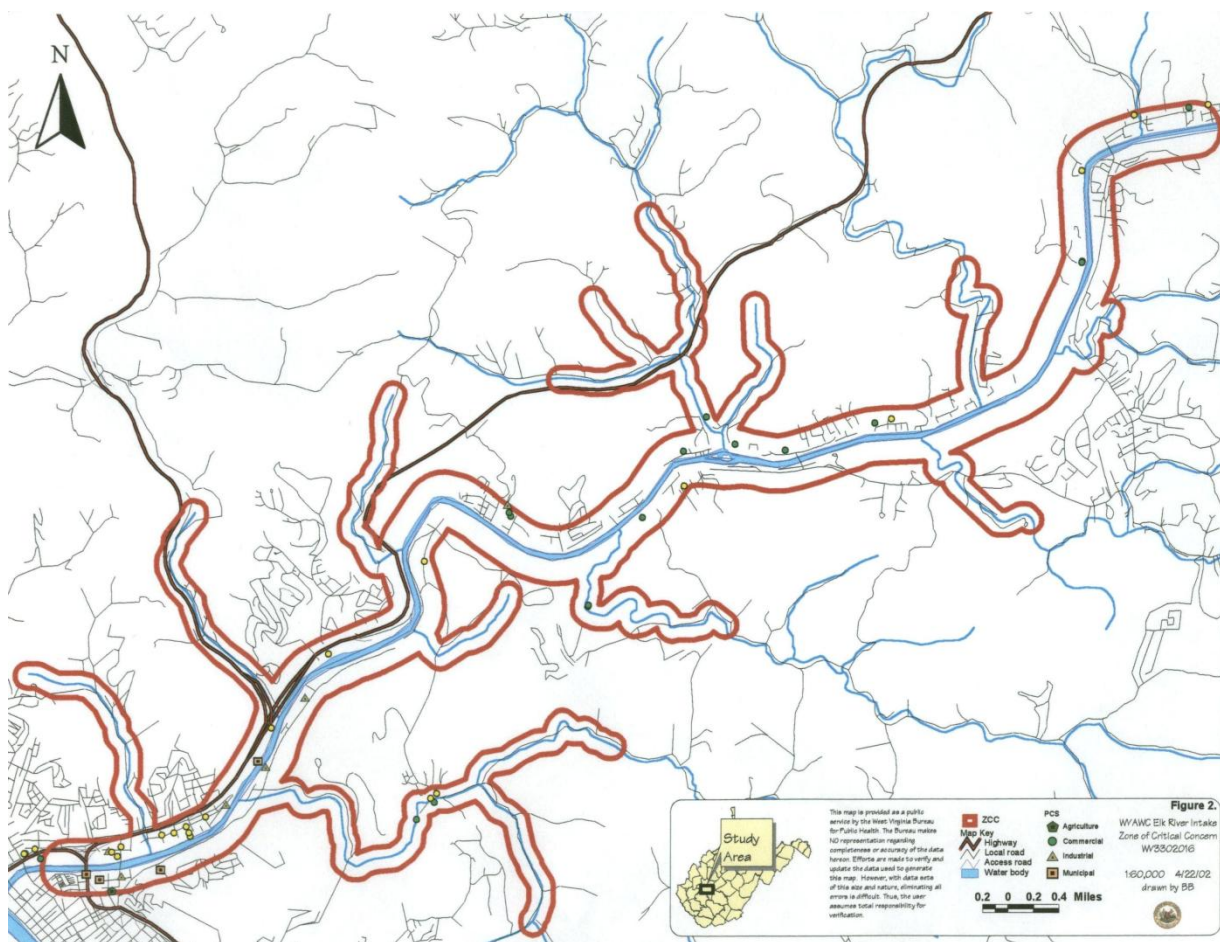 N
Study
Area
This map is provided as a public
service by the West Virginia Bureau
for Public Health. The Bureau makes
NO representation regarding
completeness or accuracy of the data
hereon. Efforts are made to verify and
update the data used to generate
this map. However, with data sets
of this size and nature, eliminating all
errors is difficult. Thus, the user
assumes total responsibility for
verification.
ZCC
Map Key
Highway
Local road
Access road
Water body
PCS
Agriculture
Commercial
Industrial
Municipal
0.2 0 0.2 0.4 Miles
Figure 2.
WVAWC Elk River Intake
Zone of Critical Concern
WV3302016
1:60,000 4/22/02
drawn by BB